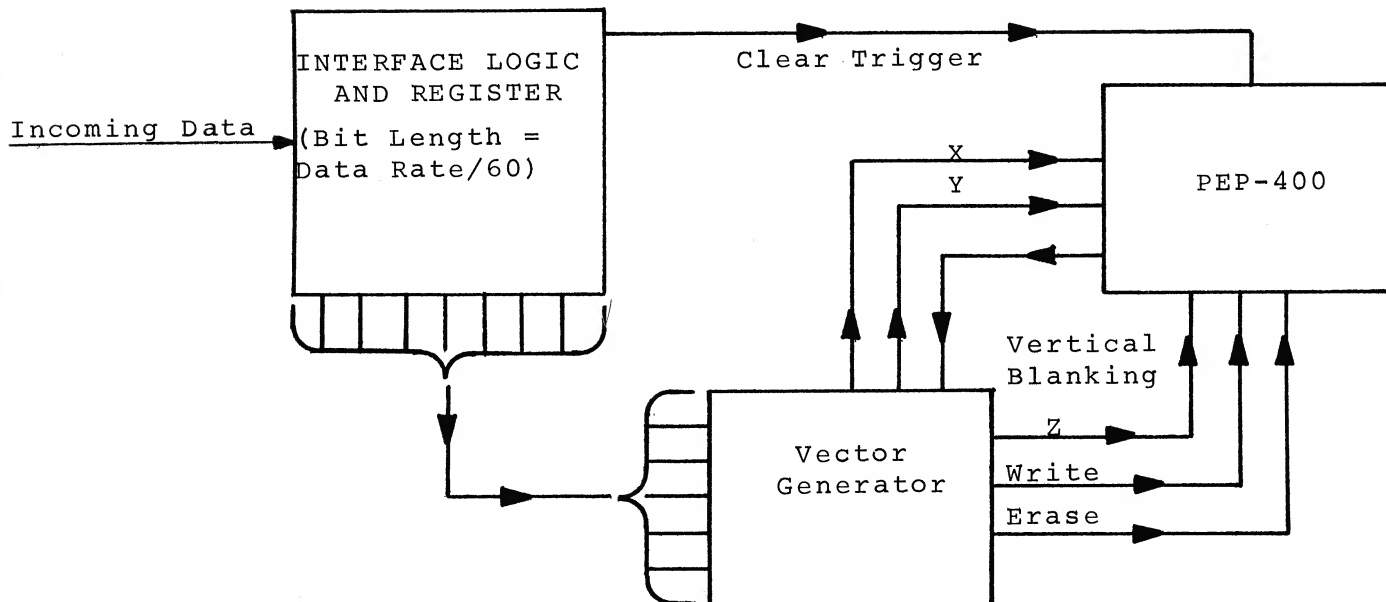 INTERFACE LOGIC
AND REGISTER
(Bit Length =
Data Rate/60)
Incoming Data
Clear Trigger
X
Y
PEP-400
Vertical
Blanking
Z
Write
Erase
Vector
Generator